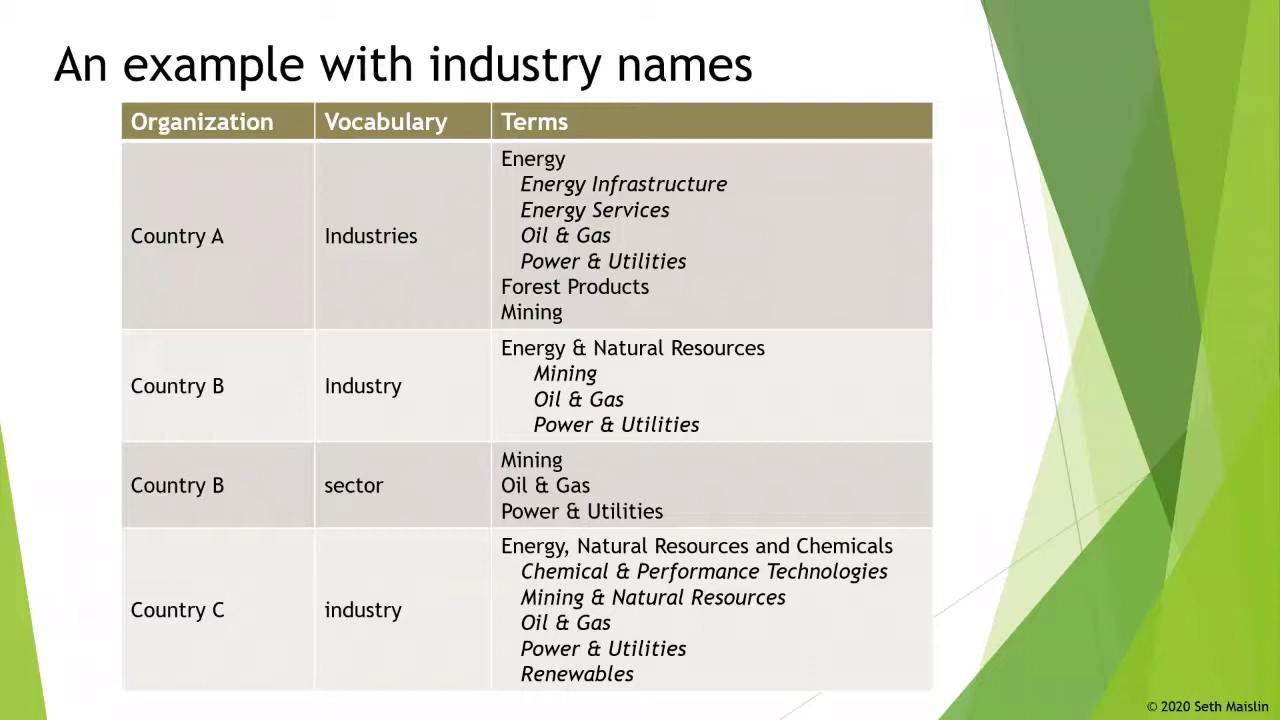 An example with industry names
Organization Vocabulary Terms
Country A Industries
Energy
Energy Infrastructure
Energy Services
Oil & Gas
Power & Utilities
Forest Products
Mining
Country B Industry
Energy & Natural Resources
Mining
Oil & Gas
Power & Utilities
Country B sector
Mining
Oil & Gas
Power & Utilities
Country C industry
Energy, Natural Resources and Chemicals
Chemical & Performance Technologies
Mining & Natural Resources
Oil & Gas
Power & Utilities
Renewables
© 2020 Seth Maislin